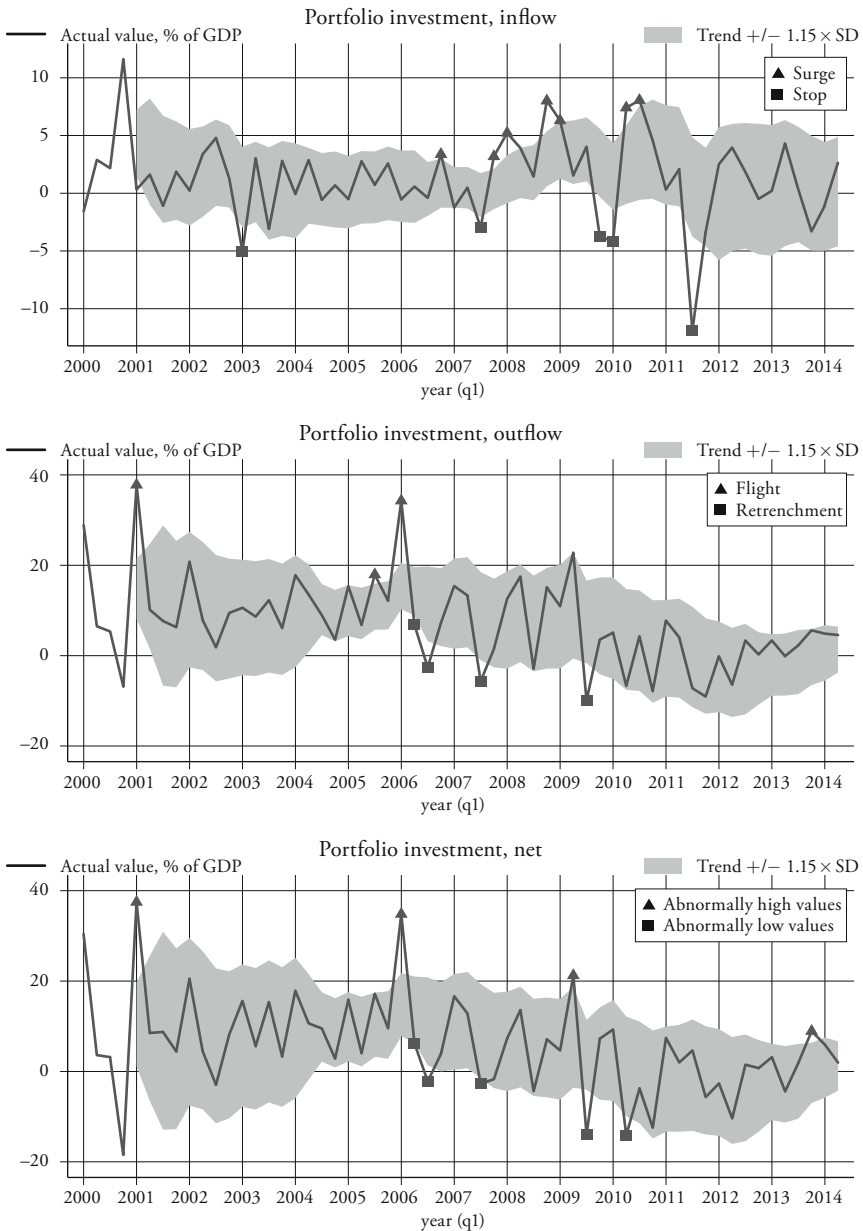 Portfolio investment, inflow
Actual value, % of GDP
Trend +/− 1.15 × SD
Surge
Stop
10
5
0
−5
−10
2000 2001 2002 2003 2004 2005 2006 2007 2008 2009 2010 2011 2012 2013 2014
year (q1)
Portfolio investment, outflow
Actual value, % of GDP
Trend +/− 1.15 × SD
Flight
Retrenchment
40
20
0
−20
2000 2001 2002 2003 2004 2005 2006 2007 2008 2009 2010 2011 2012 2013 2014
year (q1)
Portfolio investment, net
Actual value, % of GDP
Trend +/− 1.15 × SD
Abnormally high values
Abnormally low values
40
20
0
−20
2000 2001 2002 2003 2004 2005 2006 2007 2008 2009 2010 2011 2012 2013 2014
year (q1)